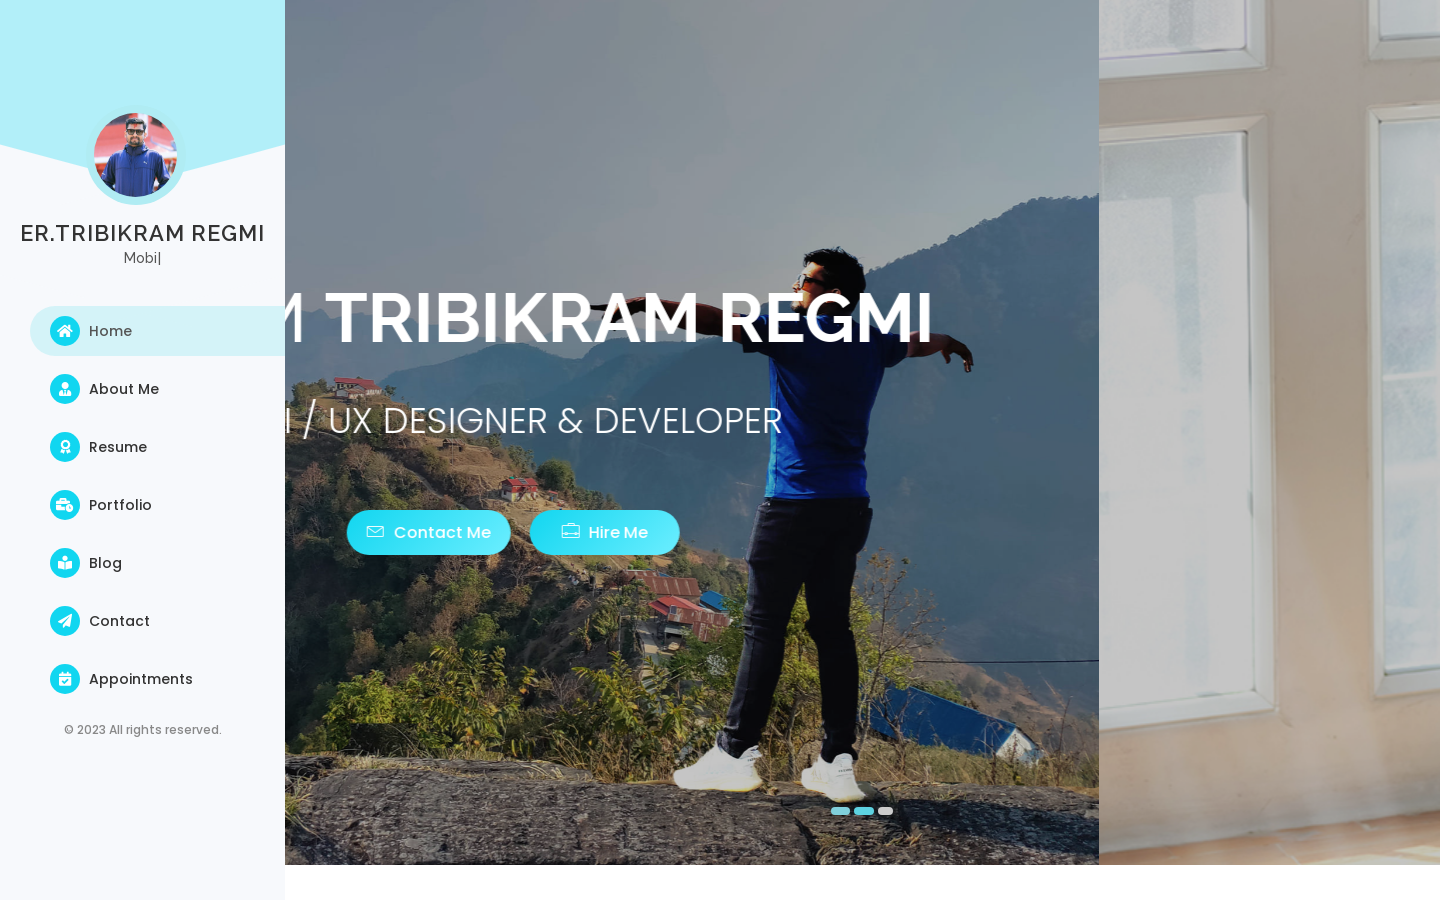 ER.TRIBIKRAM REGMI
Mobi|
Home
About Me
Resume
Portfolio
Blog
Contact
Appointments
© 2023 All rights reserved.
M TRIBIKRAM REGMI
I / UX DESIGNER & DEVELOPER
Contact Me
Hire Me